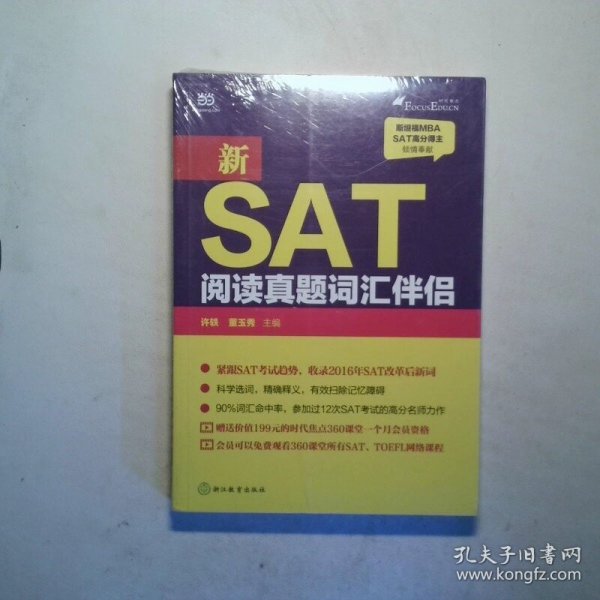 当当
FOCUSEDU.CN
斯坦福MBA
SAT高分得主
倾情奉献
新
SAT
阅读真题词汇伴侣
许轶 董玉秀 主编
紧跟SAT考试趋势、收录2016年SAT改革后新词
科学选词，精确释义，有效扫除记忆障碍
90%词汇命中率，参加过12次SAT考试的高分名师力作
赠送价值199元的时代焦点360课堂一个月会员资格
会员可以免费观看360课堂所有SAT、TOEFL网络课程
浙江教育出版社
孔夫子旧书网
www.kongfz.com